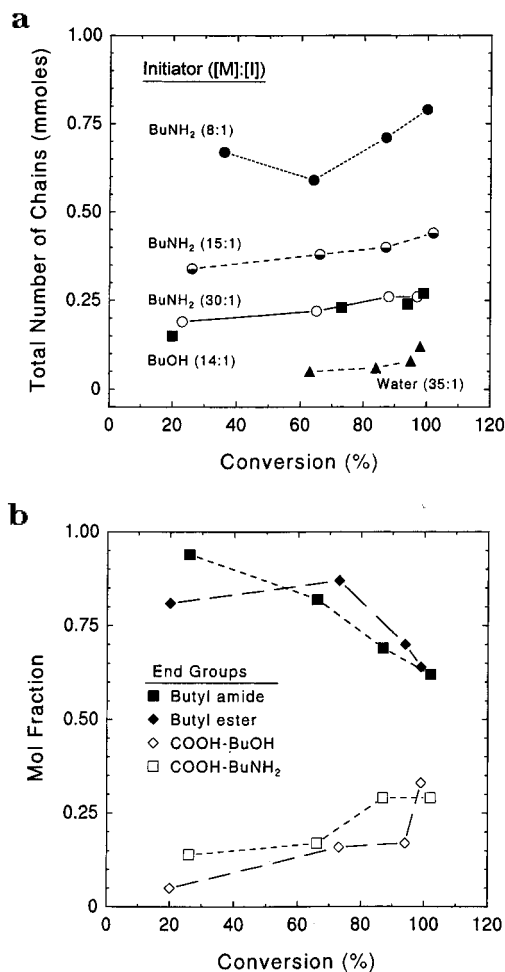 a
Total Number of Chains (mmoles)
1.00
0.75
0.50
0.25
0
Initiator ([M]:[I])
BuNH₂ (8:1)
BuNH₂ (15:1)
BuNH₂ (30:1)
BuOH (14:1)
Water (35:1)
0 20 40 60 80 100 120
Conversion (%)
b
Mol Fraction
1.00
0.75
0.50
0.25
0
End Groups
Butyl amide
Butyl ester
COOH-BuOH
COOH-BuNH₂
0 20 40 60 80 100 120
Conversion (%)